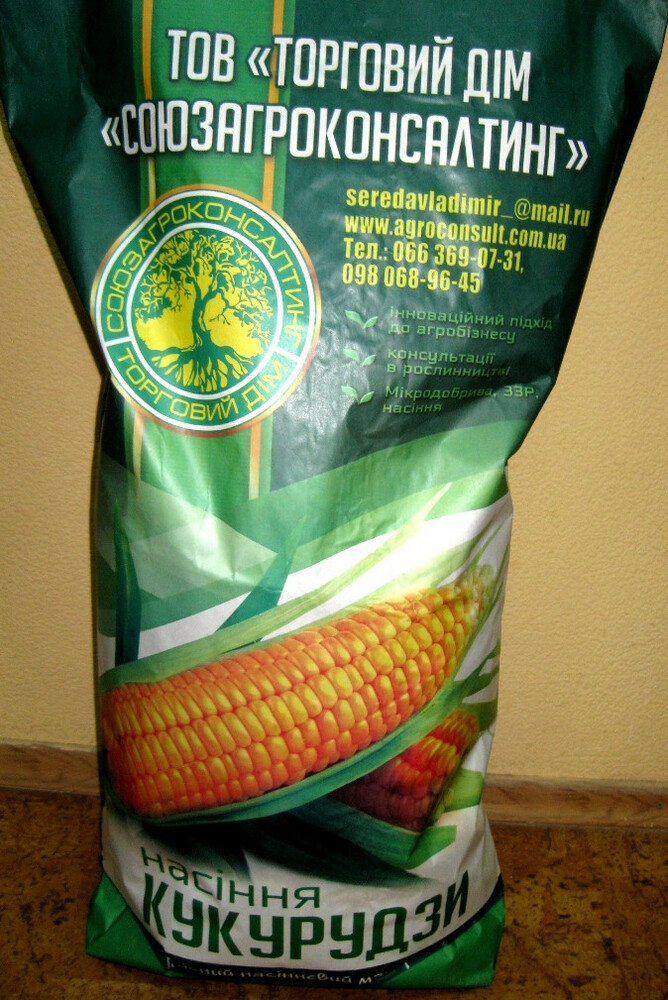 ТОВ «ТОРГОВИЙ ДІМ
«СОЮЗАГРОКОНСАЛТИНГ»
seredavladimir_@mail.ru
www.agroconsult.com.ua
Тел.: 066 369-07-31,
098 068-96-45
СОЮЗАГРОКОНСАЛТИНГ
ТОРГОВИЙ ДІМ
інноваційний підхід
до агробізнесу
консультації
в рослинництві
Мікродобрива, ЗЗР,
насіння
насіння
КУКУРУДЗИ
насіннєвий